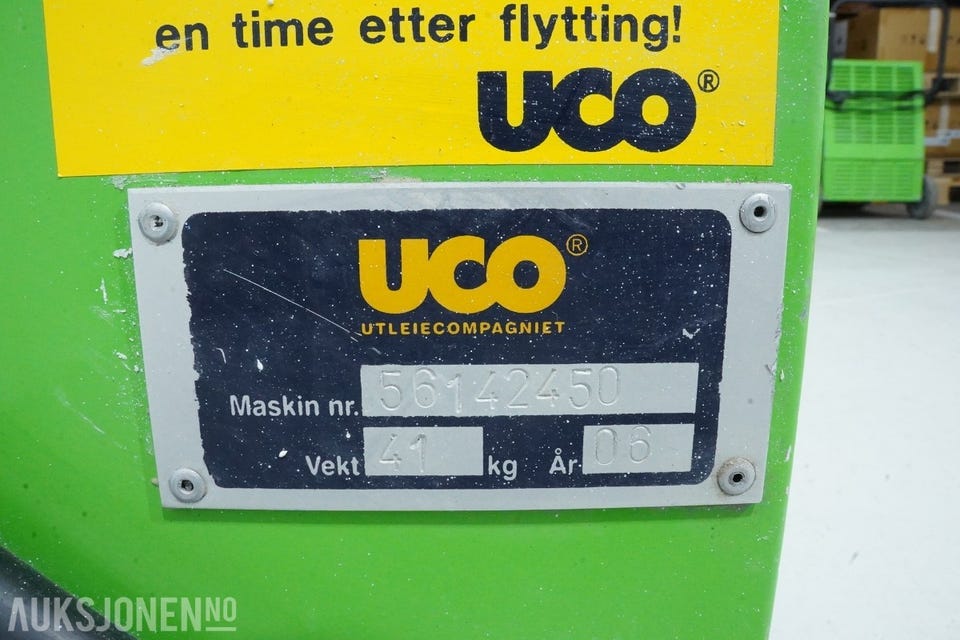 en time etter flytting!
UCO®
UCO®
UTLEIECOMPAGNIET
Maskin nr. 56142450
Vekt 41 kg År 06
AUKSJONEN.NO